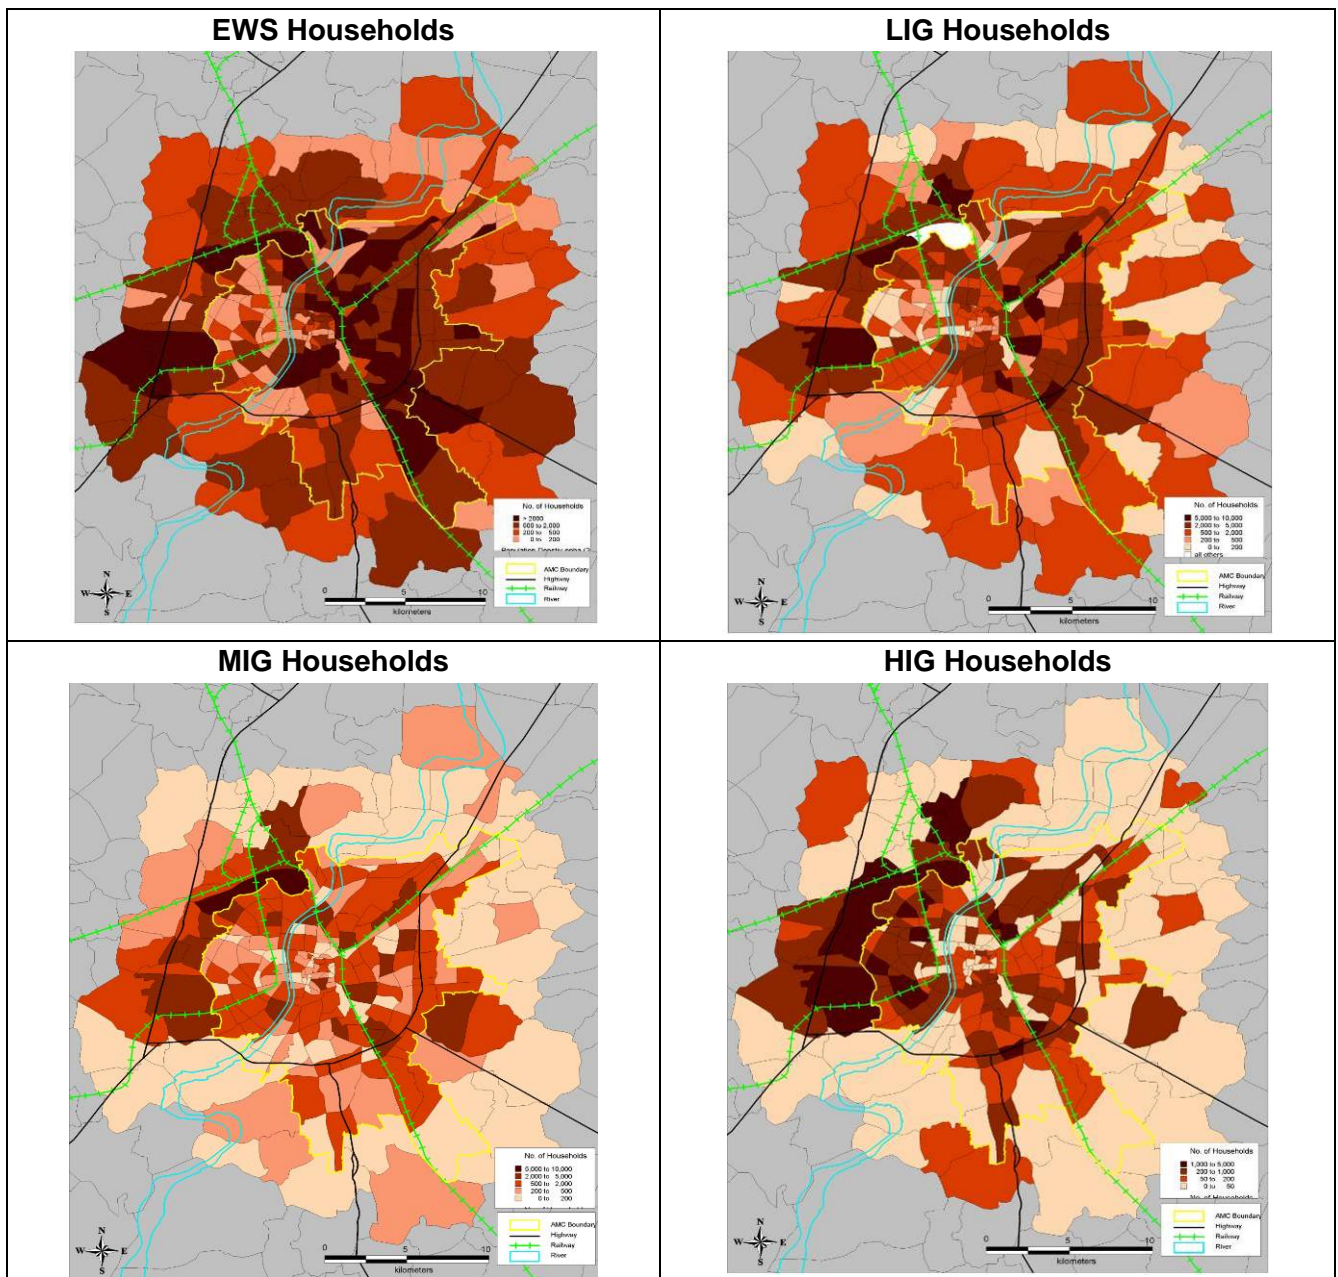 EWS Households
No. of Households
> 2000
500 to 2,000
200 to 500
0 to 200
AMC Boundary
Highway
Railway
River
N
W E
S
0 5 10
kilometers
LIG Households
No. of Households
5,000 to 10,200
2,000 to 5,000
500 to 2,000
200 to 500
0 to 200
all others
AMC Boundary
Highway
Railway
River
N
W E
S
0 5 10
kilometers
MIG Households
No. of Households
5,000 to 10,000
2,000 to 5,000
500 to 2,000
200 to 500
0 to 200
AMC Boundary
Highway
Railway
River
N
W E
S
0 5 10
kilometers
HIG Households
No. of Households
1,000 to 5,000
200 to 1,000
50 to 200
0 to 50
No. of Households
AMC Boundary
Highway
Railway
River
N
W E
S
0 5 10
kilometers